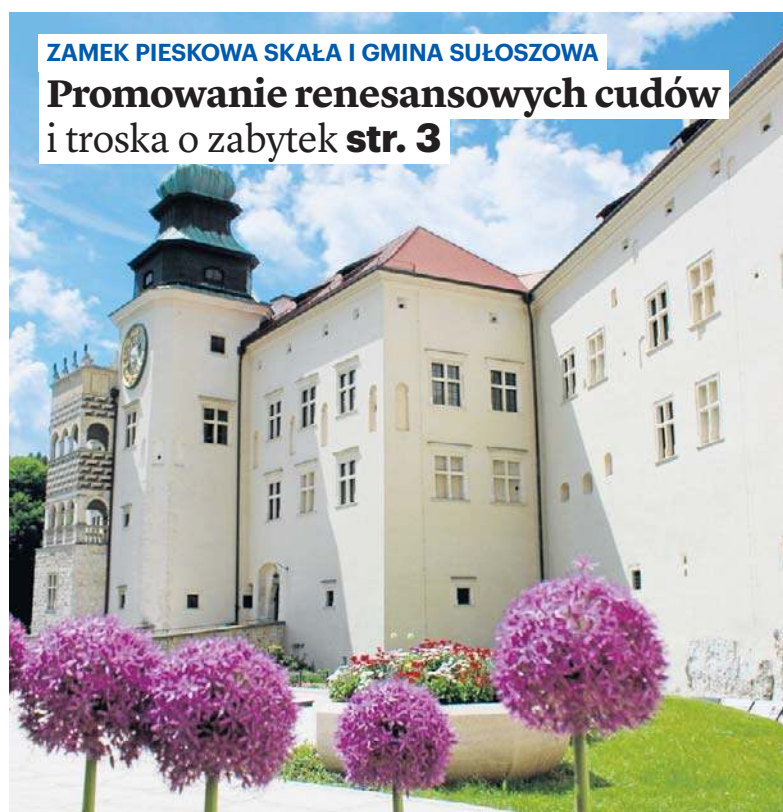 ZAMEK PIESKOWA SKAŁA I GMINA SUŁOSZOWA
Promowanie renesansowych cudów
i troska o zabytek str. 3